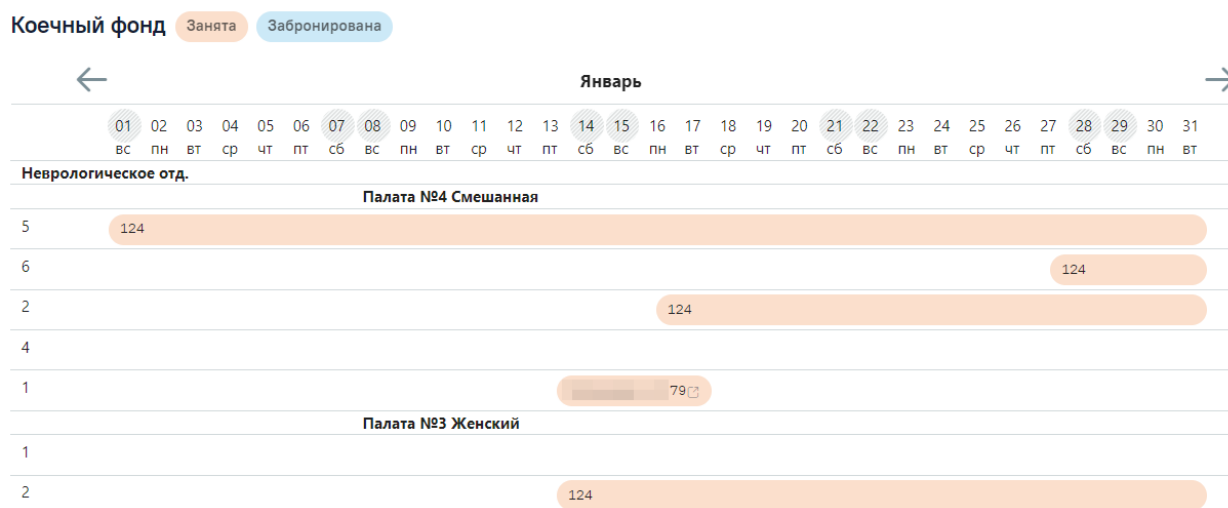 Коечный фонд Занята Забронирована
Январь
01 02 03 04 05 06 07 08 09 10 11 12 13 14 15 16 17 18 19 20 21 22 23 24 25 26 27 28 29 30 31
вс пн вт ср чт пт сб вс пн вт ср чт пт сб вс пн вт ср чт пт сб вс пн вт ср чт пт сб вс пн вт
Неврологическое отд.
Палата №4 Смешанная
5 124
6 124
2 124
4
1 79
Палата №3 Женский
1
2 124